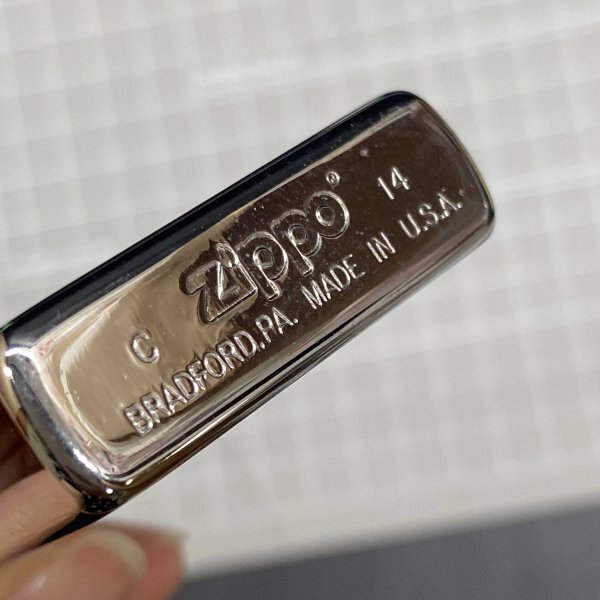 C Zippo® 14
BRADFORD,PA. MADE IN U.S.A.